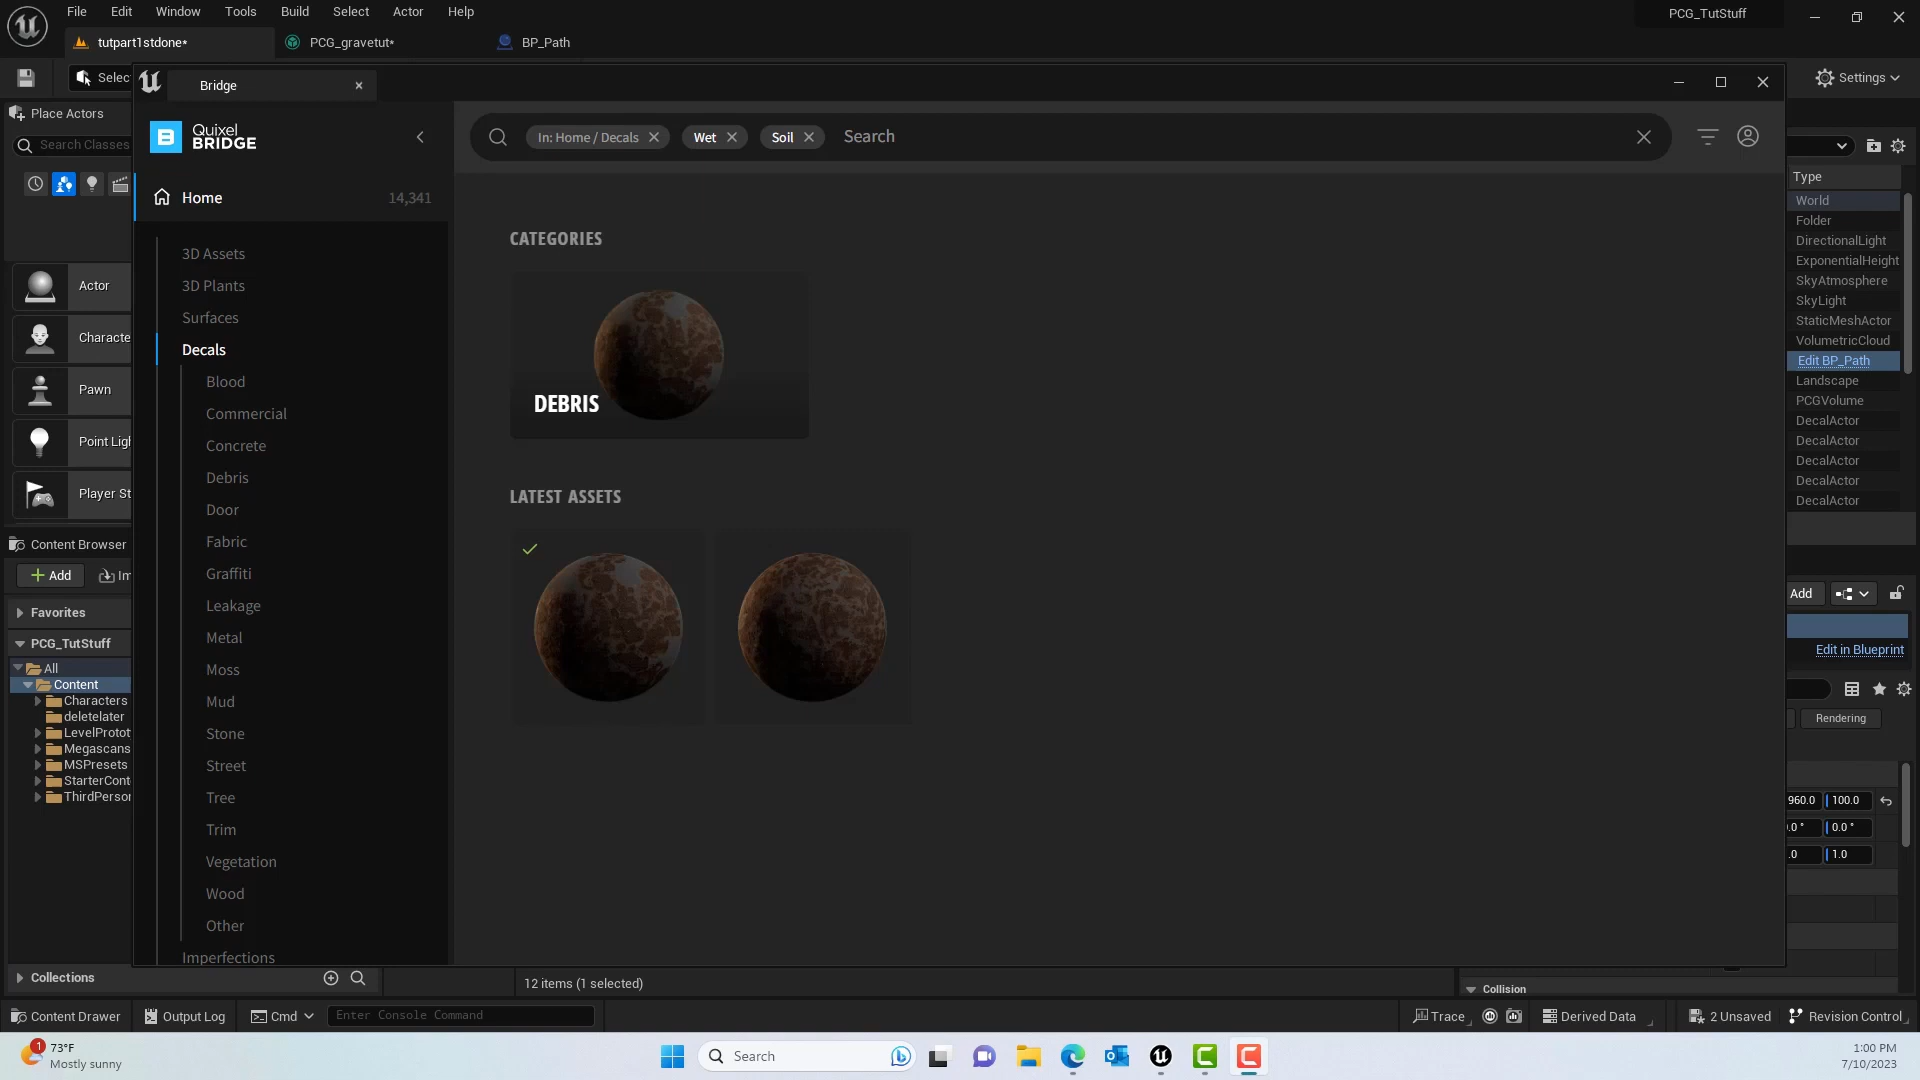 File Edit Window Tools Build Select Actor Help
PCG_TutStuff
tutpart1stdone*
PCG_gravetut*
BP_Path
Selec
Settings
Bridge
Place Actors
Search Classes
Quixel
BRIDGE
In: Home / Decals
Wet
Soil
Search
Home
14,341
3D Assets
3D Plants
Surfaces
Decals
Blood
Commercial
Concrete
Debris
Door
Fabric
Graffiti
Leakage
Metal
Moss
Mud
Stone
Street
Tree
Trim
Vegetation
Wood
Other
Imperfections
CATEGORIES
DEBRIS
LATEST ASSETS
Actor
Characte
Pawn
Point Ligh
Player St
Content Browser
Add
Im
Favorites
PCG_TutStuff
All
Content
Characters
deletelater
LevelProtot
Megascans
MSPresets
StarterCont
ThirdPerson
Collections
12 items (1 selected)
Type
World
Folder
DirectionalLight
ExponentialHeight
SkyAtmosphere
SkyLight
StaticMeshActor
VolumetricCloud
Edit BP_Path
Landscape
PCGVolume
DecalActor
DecalActor
DecalActor
DecalActor
DecalActor
Add
Edit in Blueprint
Rendering
960.0 100.0
.0 ° 0.0 °
.0 1.0
Collision
Content Drawer
Output Log
Cmd
Enter Console Command
Trace
Derived Data
2 Unsaved
Revision Control
1
73°F
Mostly sunny
Search
1:00 PM
7/10/2023